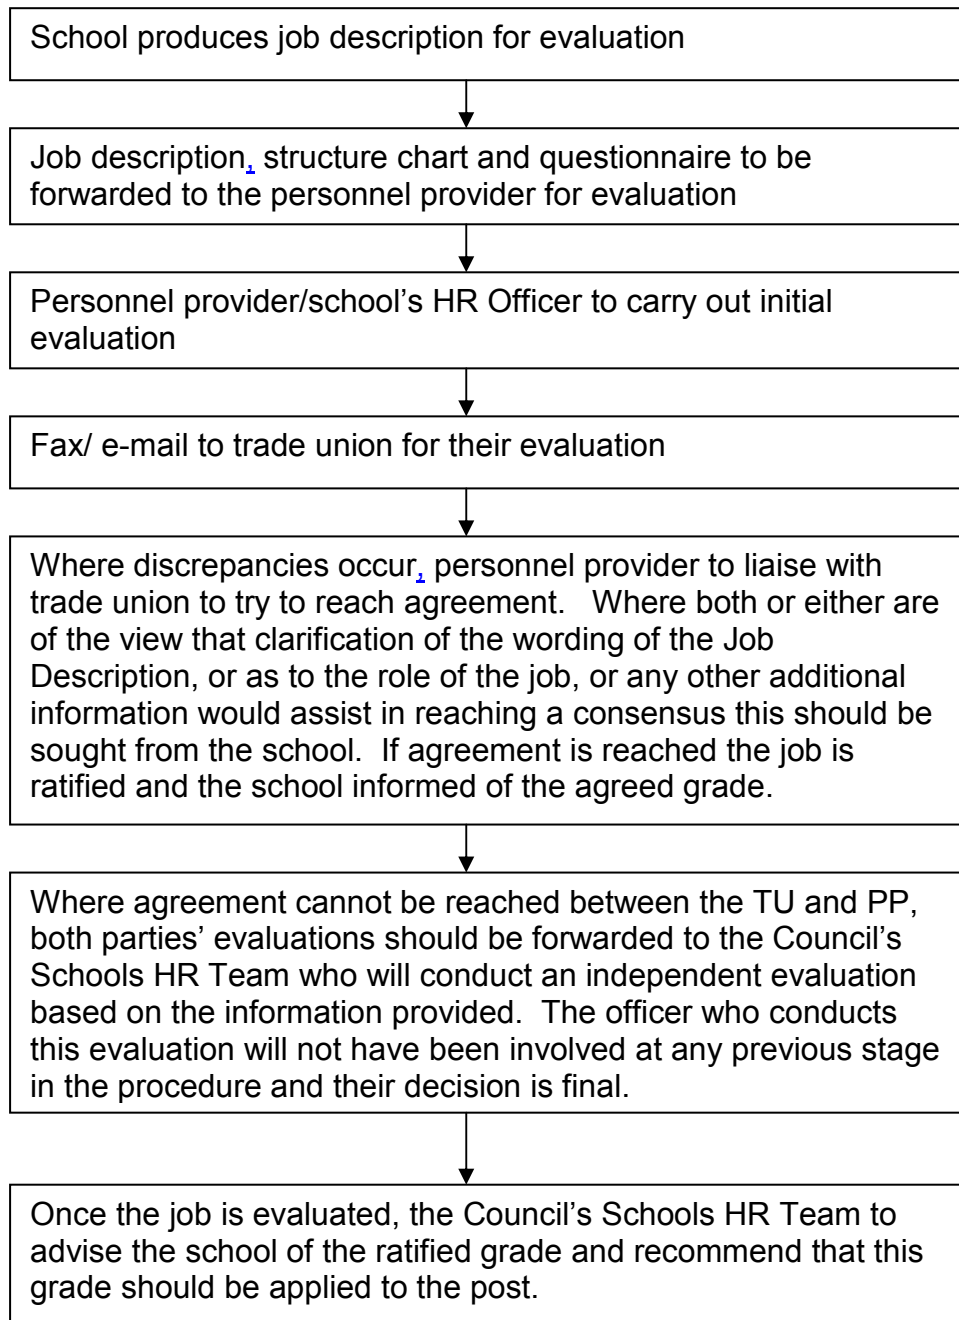 School produces job description for evaluation
Job description, structure chart and questionnaire to be
forwarded to the personnel provider for evaluation
Personnel provider/school’s HR Officer to carry out initial
evaluation
Fax/ e-mail to trade union for their evaluation
Where discrepancies occur, personnel provider to liaise with
trade union to try to reach agreement.   Where both or either are
of the view that clarification of the wording of the Job
Description, or as to the role of the job, or any other additional
information would assist in reaching a consensus this should be
sought from the school.  If agreement is reached the job is
ratified and the school informed of the agreed grade.
Where agreement cannot be reached between the TU and PP,
both parties’ evaluations should be forwarded to the Council’s
Schools HR Team who will conduct an independent evaluation
based on the information provided.  The officer who conducts
this evaluation will not have been involved at any previous stage
in the procedure and their decision is final.
Once the job is evaluated, the Council’s Schools HR Team to
advise the school of the ratified grade and recommend that this
grade should be applied to the post.